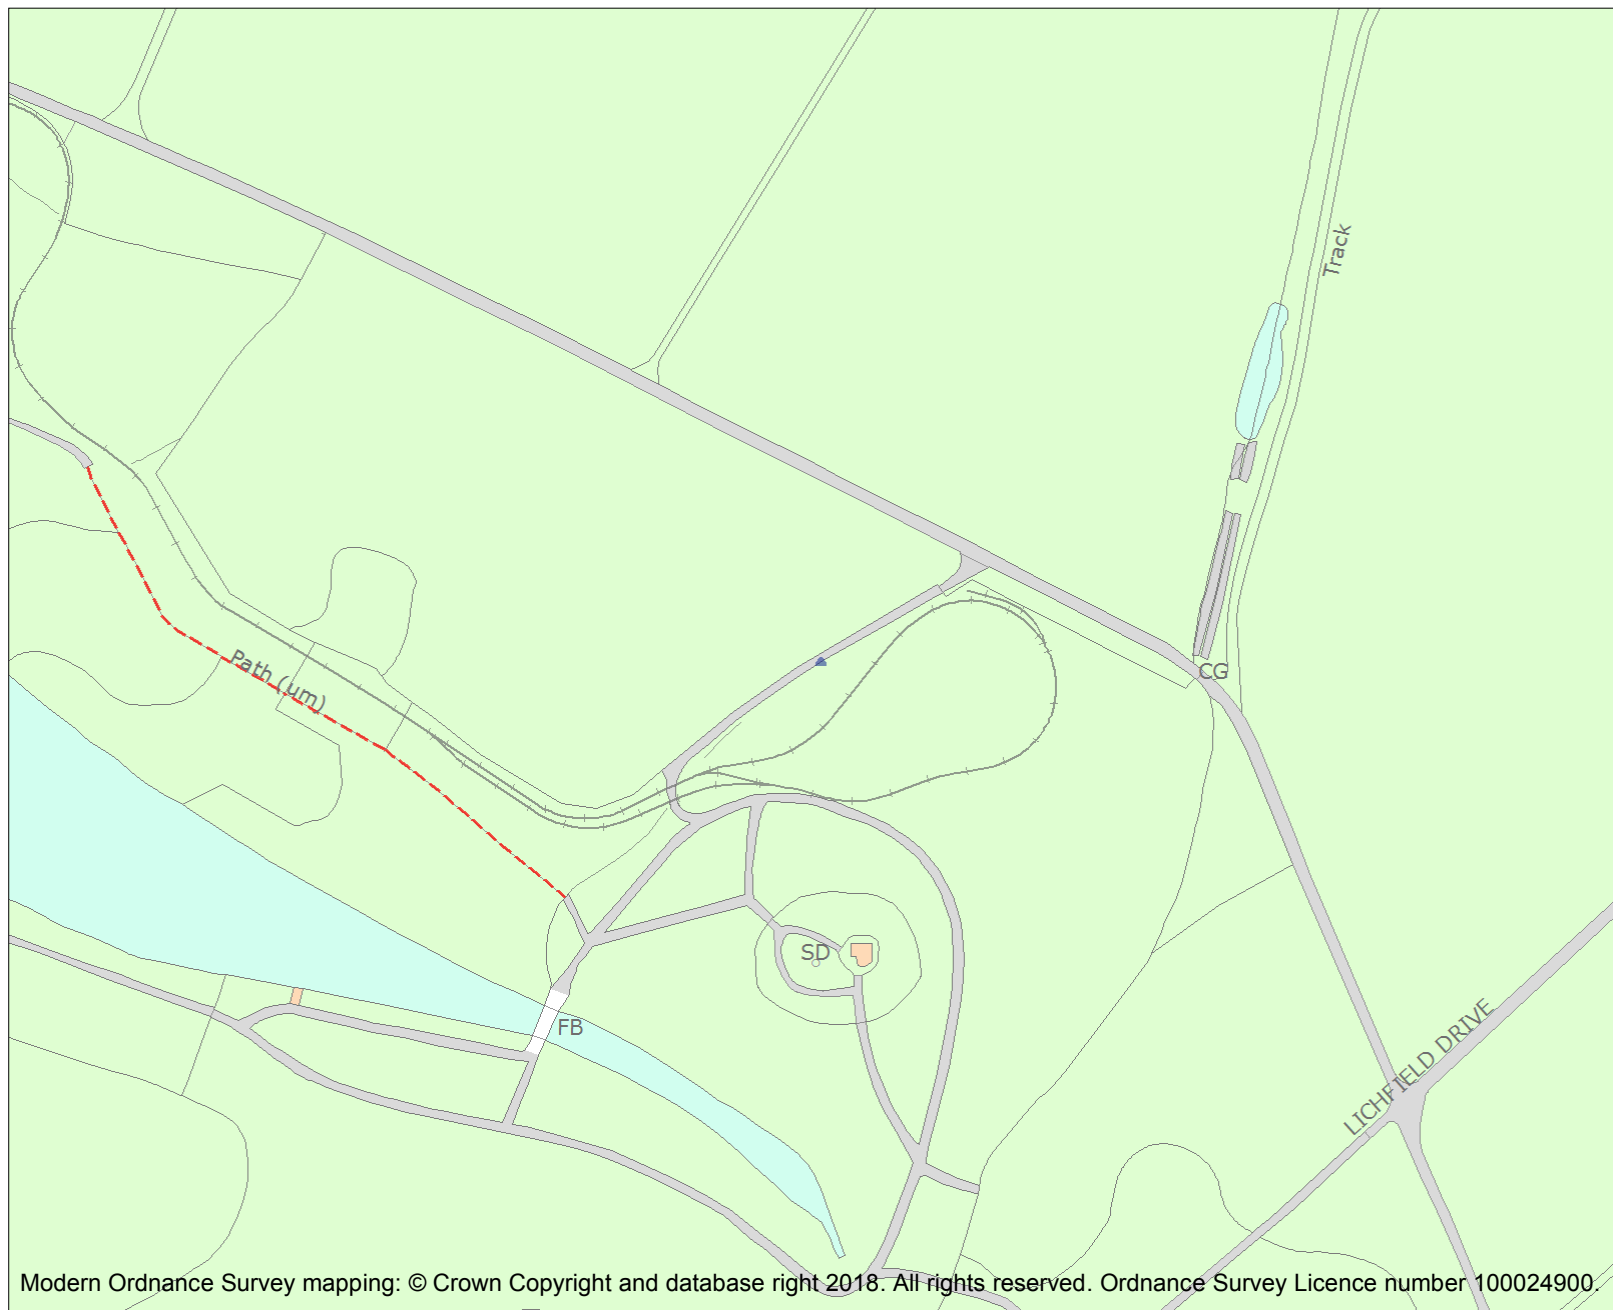 Track
Path (um)
CG
SD
FB
LICHFIELD DRIVE
Modern Ordnance Survey mapping: © Crown Copyright and database right 2018. All rights reserved. Ordnance Survey Licence number 100024900.